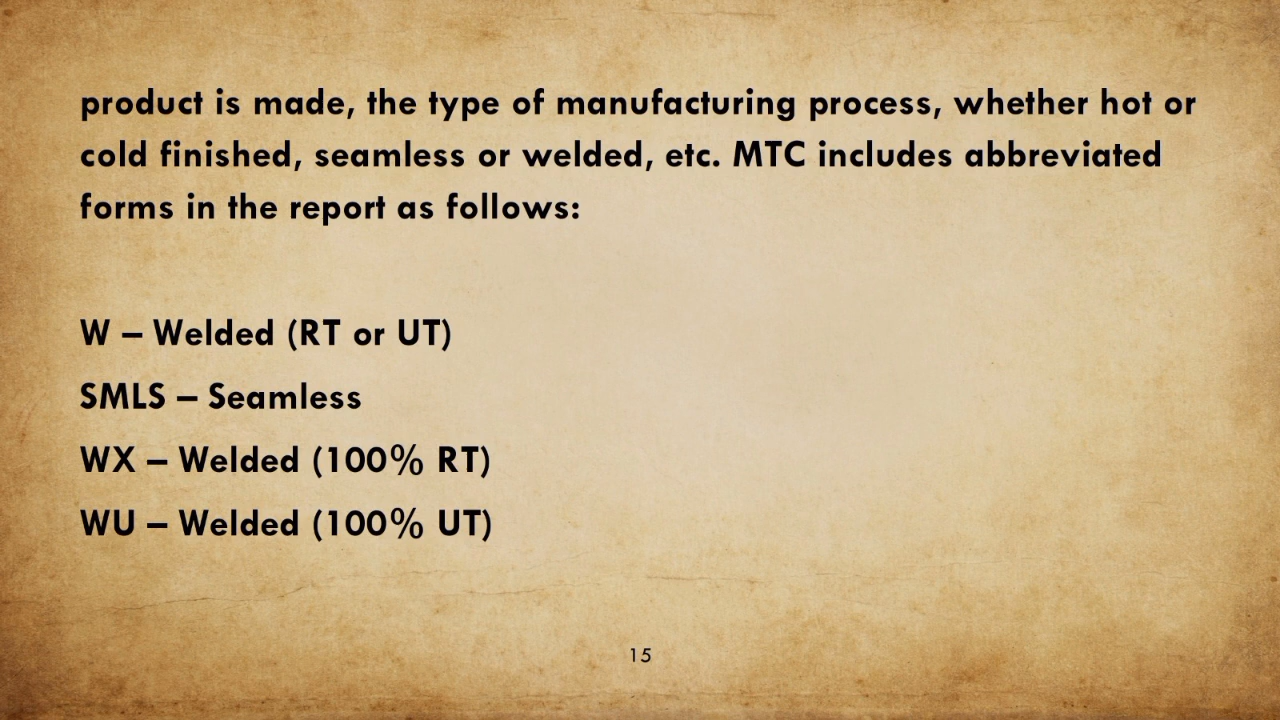 product is made, the type of manufacturing process, whether hot or
cold finished, seamless or welded, etc. MTC includes abbreviated
forms in the report as follows:
W – Welded (RT or UT)
SMLS – Seamless
WX – Welded (100% RT)
WU – Welded (100% UT)
15